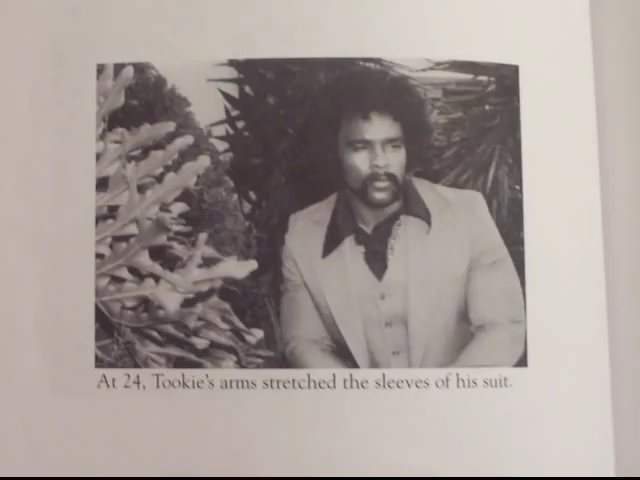 At 24, Tookie's arms stretched the sleeves of his suit.